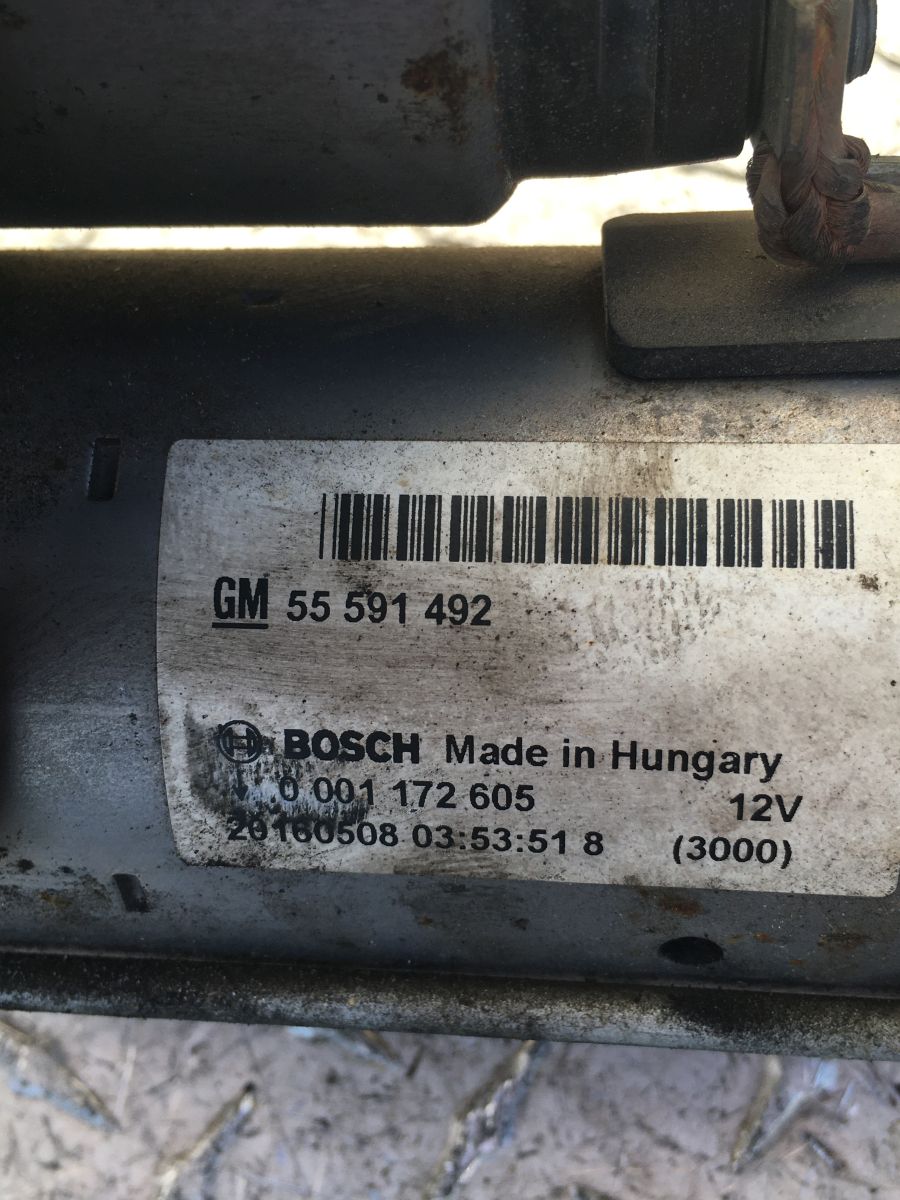 GM 55 591 492
BOSCH Made in Hungary
0 001 172 605 12V
20160508 03:53:51 8 (3000)